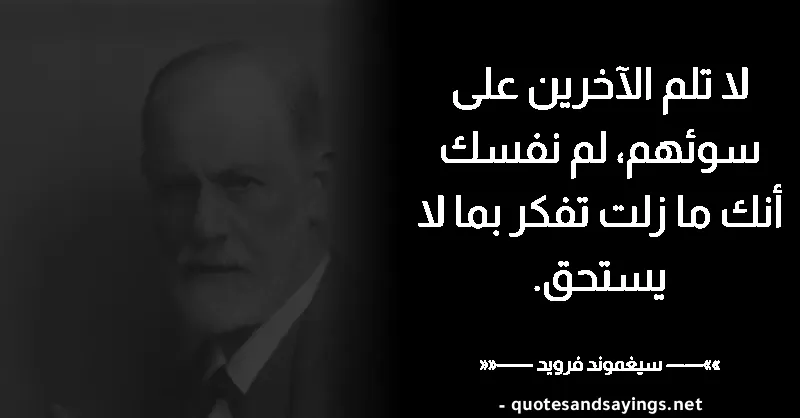 لا تلم الآخرين على
سوئهم، لم نفسك
أنك ما زلت تفكر بما لا
يستحق.
»»—— سيغموند فرويد ——««
- quotesandsayings.net